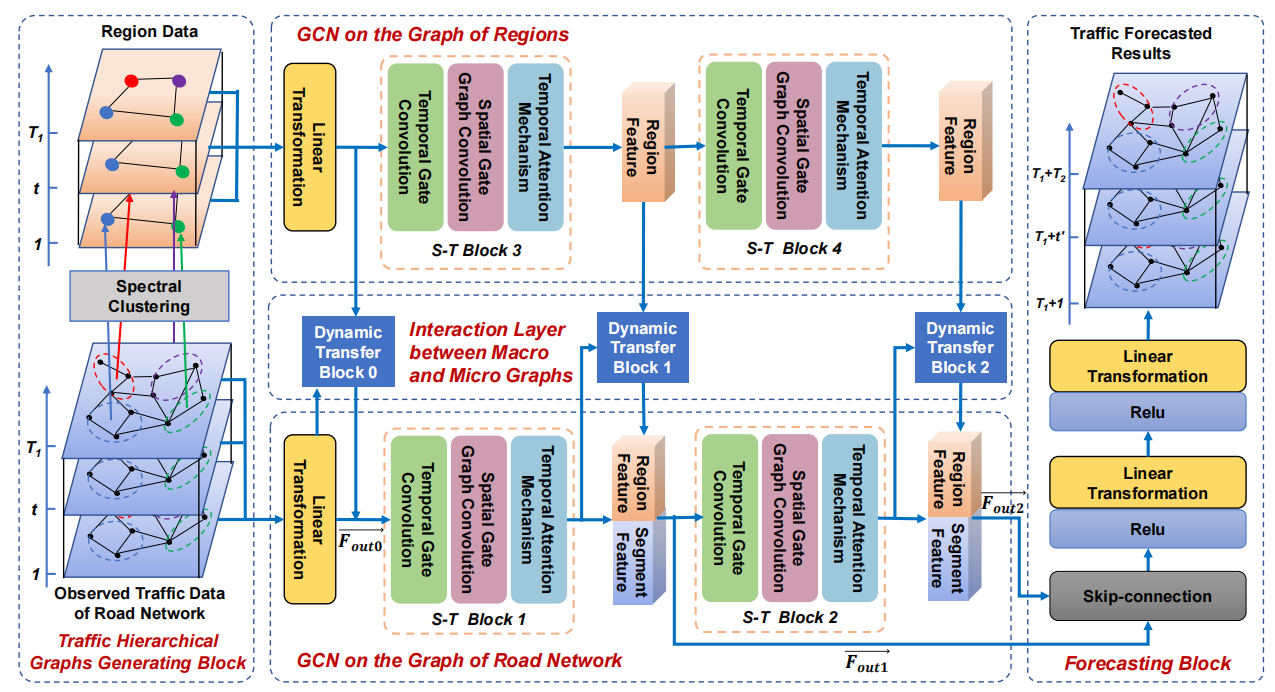 Region Data
T1
t
1
Spectral
Clustering
T1
t
1
Observed Traffic Data
of Road Network
Traffic Hierarchical
Graphs Generating Block
GCN on the Graph of Regions
Linear
Transformation
Temporal Gate
Convolution
Spatial Gate
Graph Convolution
Temporal Attention
Mechanism
S-T Block 3
Region
Feature
Temporal Gate
Convolution
Spatial Gate
Graph Convolution
Temporal Attention
Mechanism
S-T Block 4
Region
Feature
Dynamic
Transfer
Block 0
Interaction Layer
between Macro
and Micro Graphs
Dynamic
Transfer
Block 1
Dynamic
Transfer
Block 2
Linear
Transformation
Fout0
Temporal Gate
Convolution
Spatial Gate
Graph Convolution
Temporal Attention
Mechanism
S-T Block 1
Region
Feature
Segment
Feature
Temporal Gate
Convolution
Spatial Gate
Graph Convolution
Temporal Attention
Mechanism
S-T Block 2
Region
Feature
Segment
Feature
Fout2
Fout1
GCN on the Graph of Road Network
Traffic Forecasted
Results
T1+T2
T1+t'
T1+1
Linear
Transformation
Relu
Linear
Transformation
Relu
Skip-connection
Forecasting Block